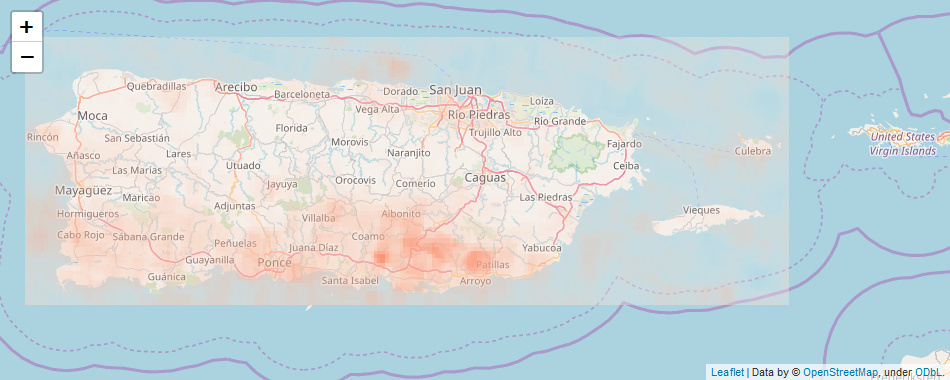 +
−
Quebradillas
Arecibo
Barceloneta
Dorado
San Juan
Loíza
Moca
Vega Alta
Río Piedras
Río Grande
Rincón
San Sebastián
Florida
Morovis
Trujillo Alto
Fajardo
United States
Virgin Islands
Culebra
Añasco
Lares
Naranjito
Las Marías
Utuado
Ceiba
Mayagüez
Maricao
Jayuya
Orocovis
Comerío
Caguas
Las Piedras
Hormigueros
Adjuntas
Villalba
Aibonito
Vieques
Cabo Rojo
Sábana Grande
Peñuelas
Juana Díaz
Coamo
Yabucoa
Guayanilla
Ponce
Patillas
Guánica
Santa Isabel
Arroyo
Leaflet | Data by © OpenStreetMap, under ODbL.